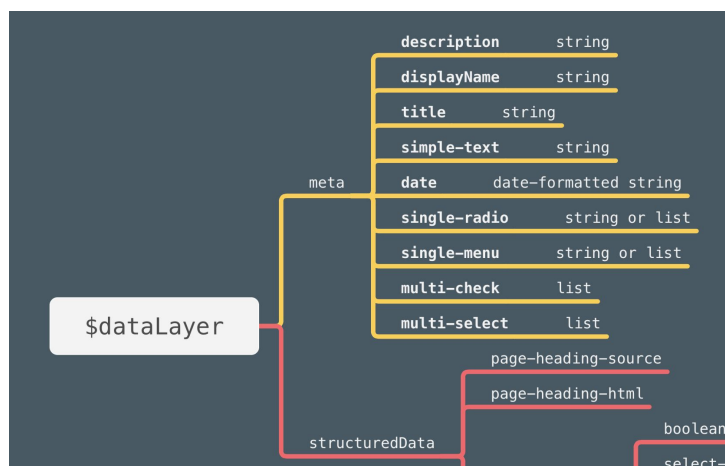 description string
displayName string
title string
simple-text string
meta
date date-formatted string
single-radio string or list
single-menu string or list
multi-check list
multi-select list
$dataLayer
page-heading-source
page-heading-html
structuredData
boolean
select-